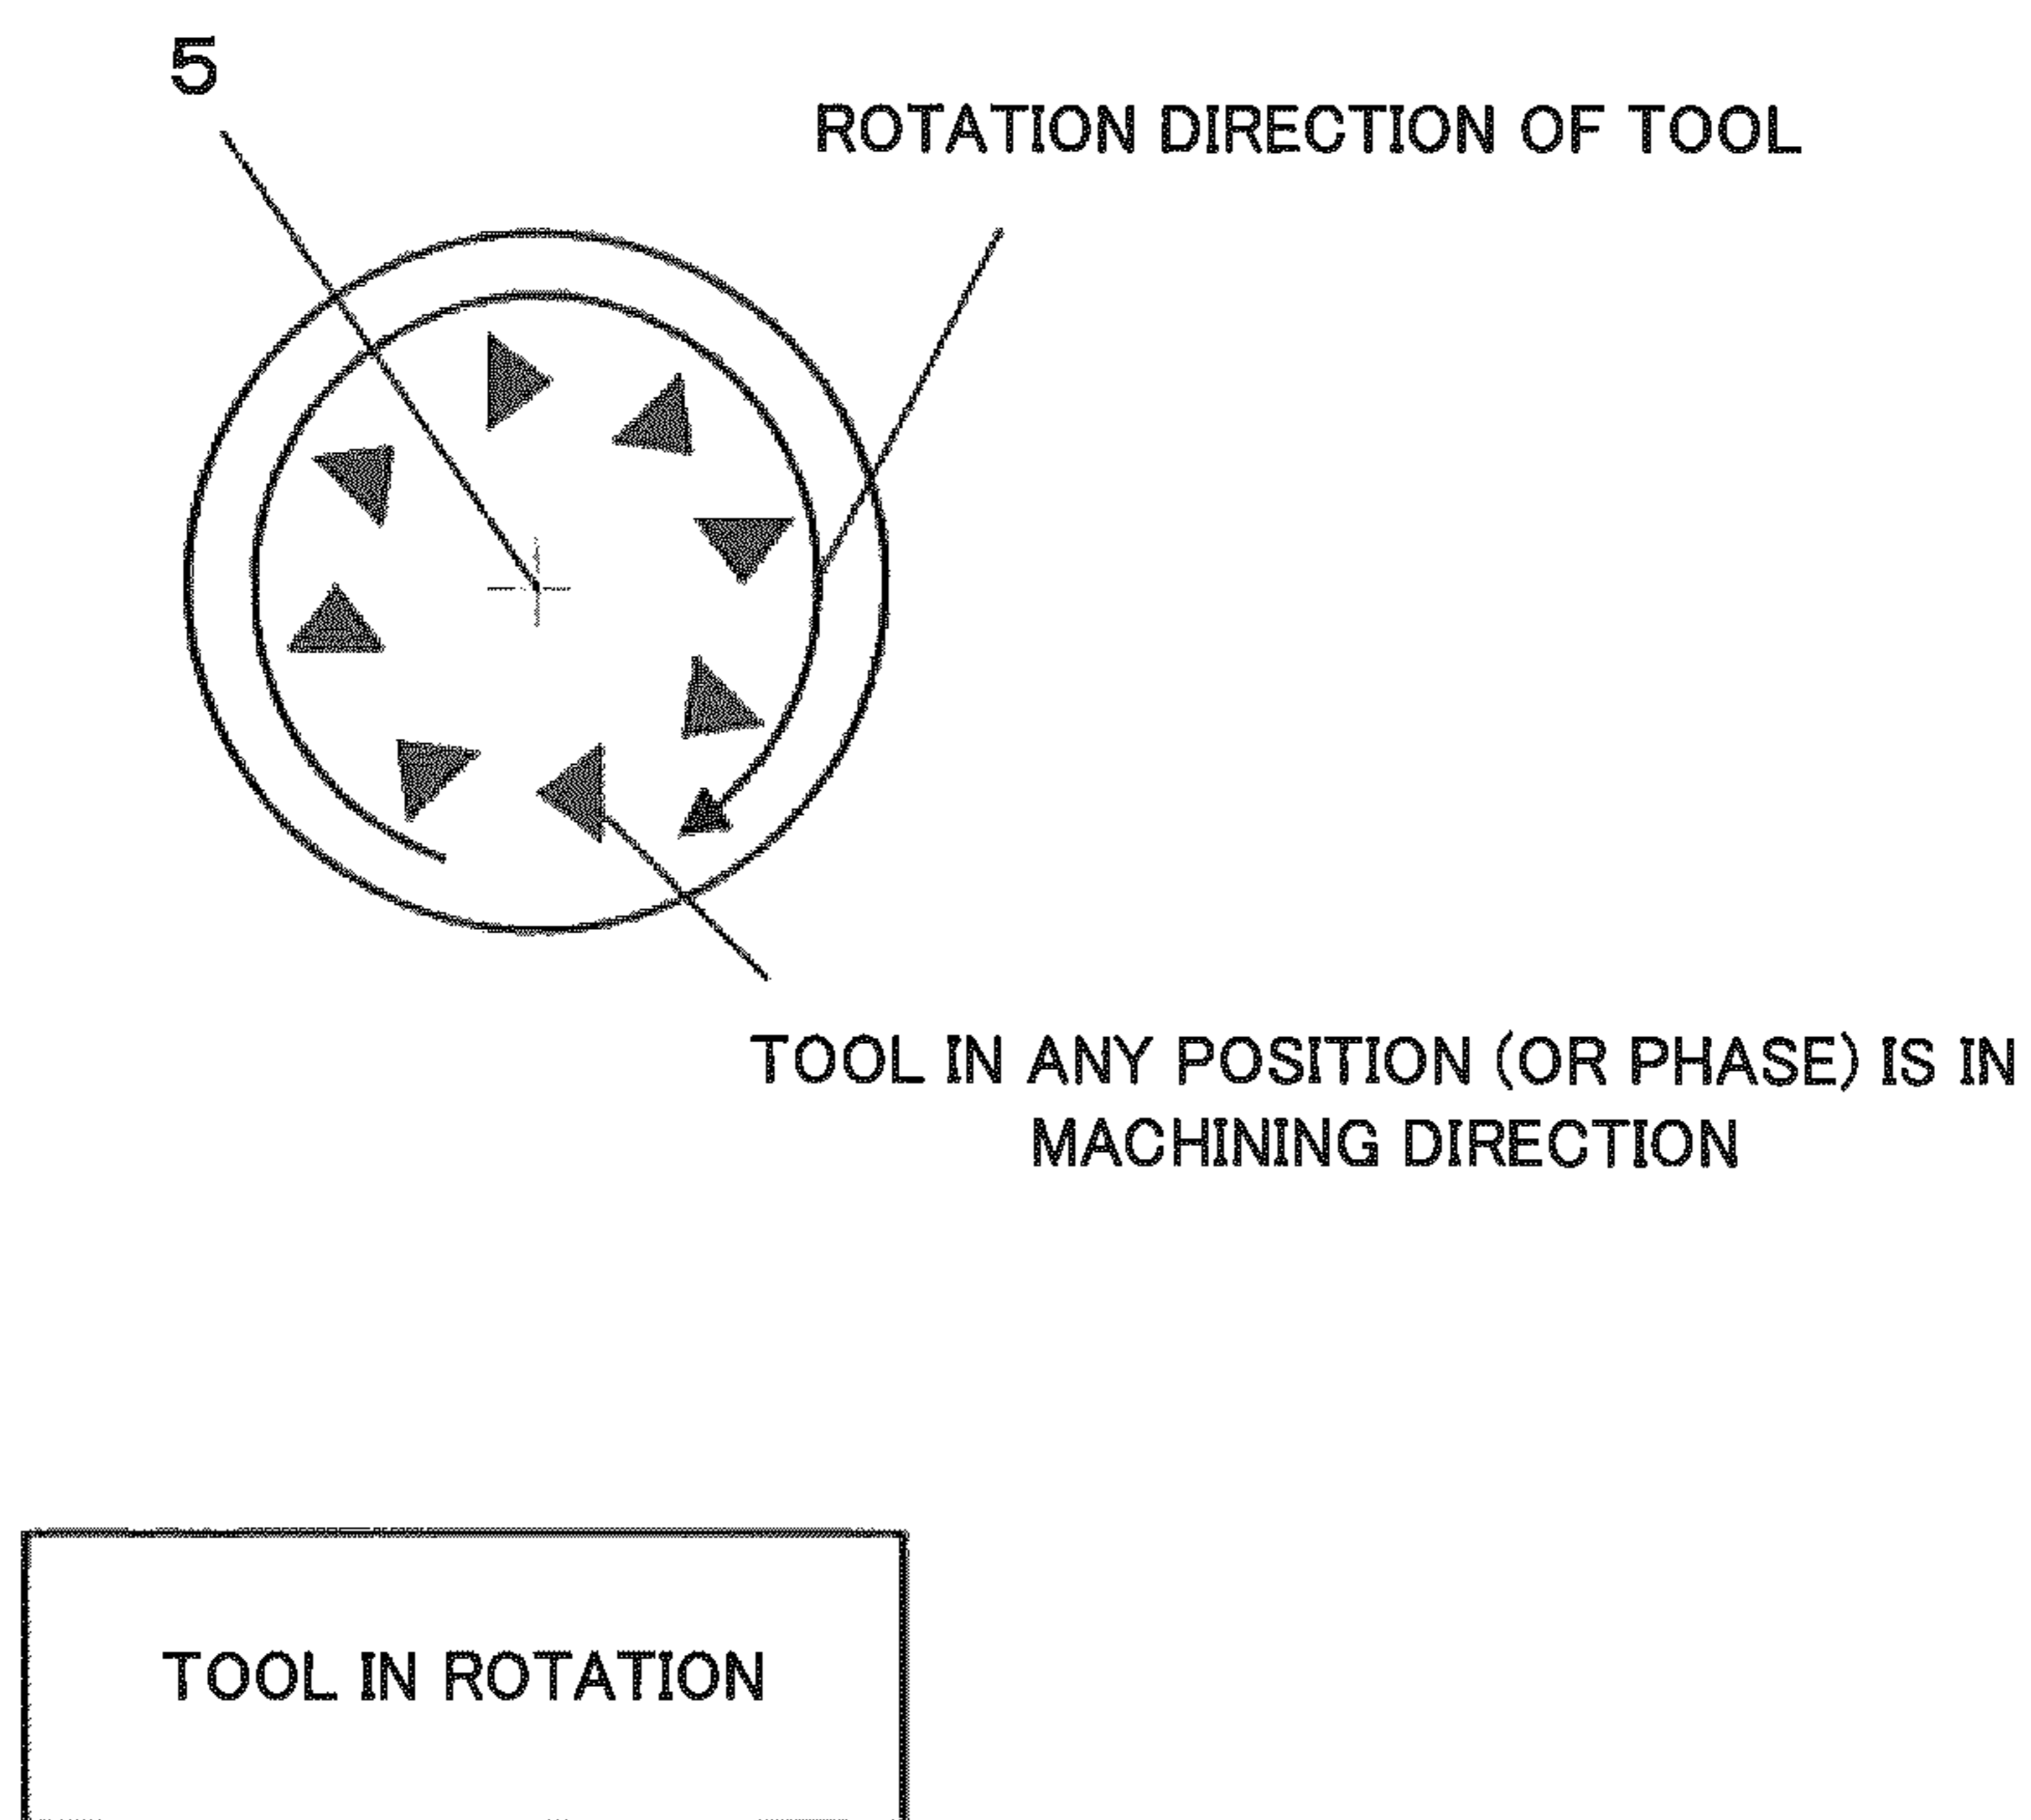 5
ROTATION DIRECTION OF TOOL
TOOL IN ANY POSITION (OR PHASE) IS IN
MACHINING DIRECTION
TOOL IN ROTATION